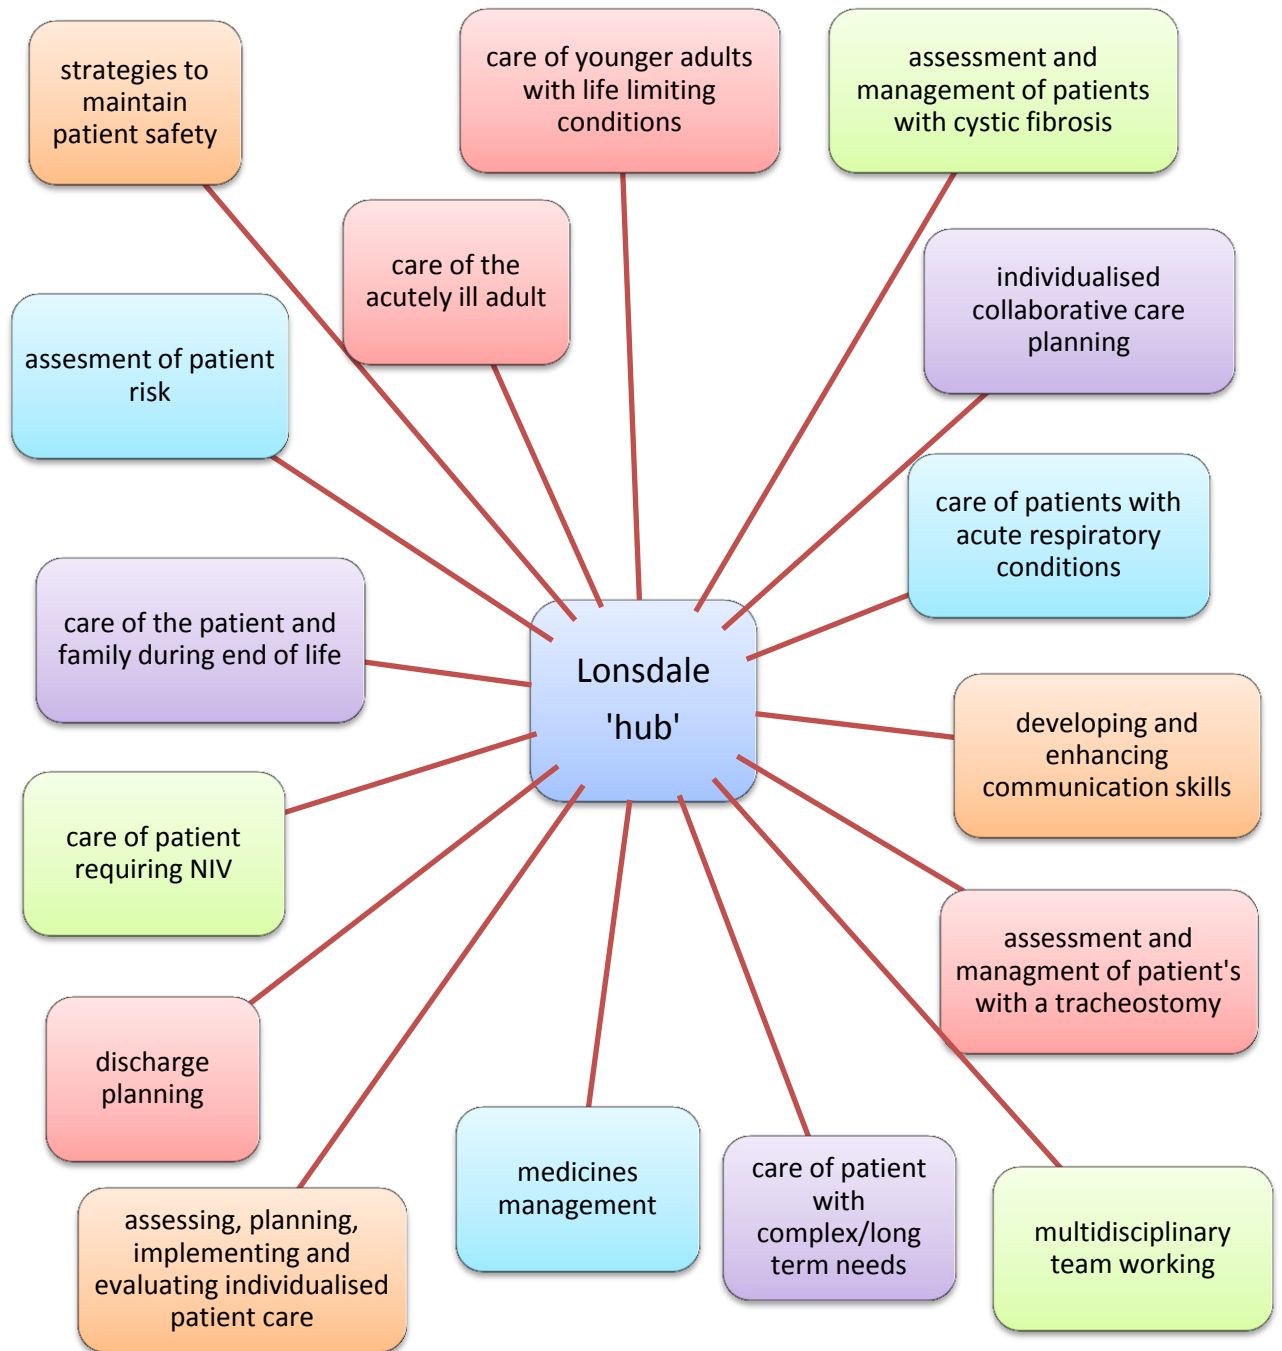 strategies to
maintain
patient safety
care of younger adults
with life limiting
conditions
assessment and
management of patients
with cystic fibrosis
care of the
acutely ill adult
individualised
collaborative care
planning
assesment of patient
risk
care of patients with
acute respiratory
conditions
care of the patient and
family during end of life
Lonsdale
'hub'
developing and
enhancing
communication skills
care of patient
requiring NIV
assessment and
managment of patient's
with a tracheostomy
discharge
planning
medicines
management
care of patient
with
complex/long
term needs
multidisciplinary
team working
assessing, planning,
implementing and
evaluating individualised
patient care